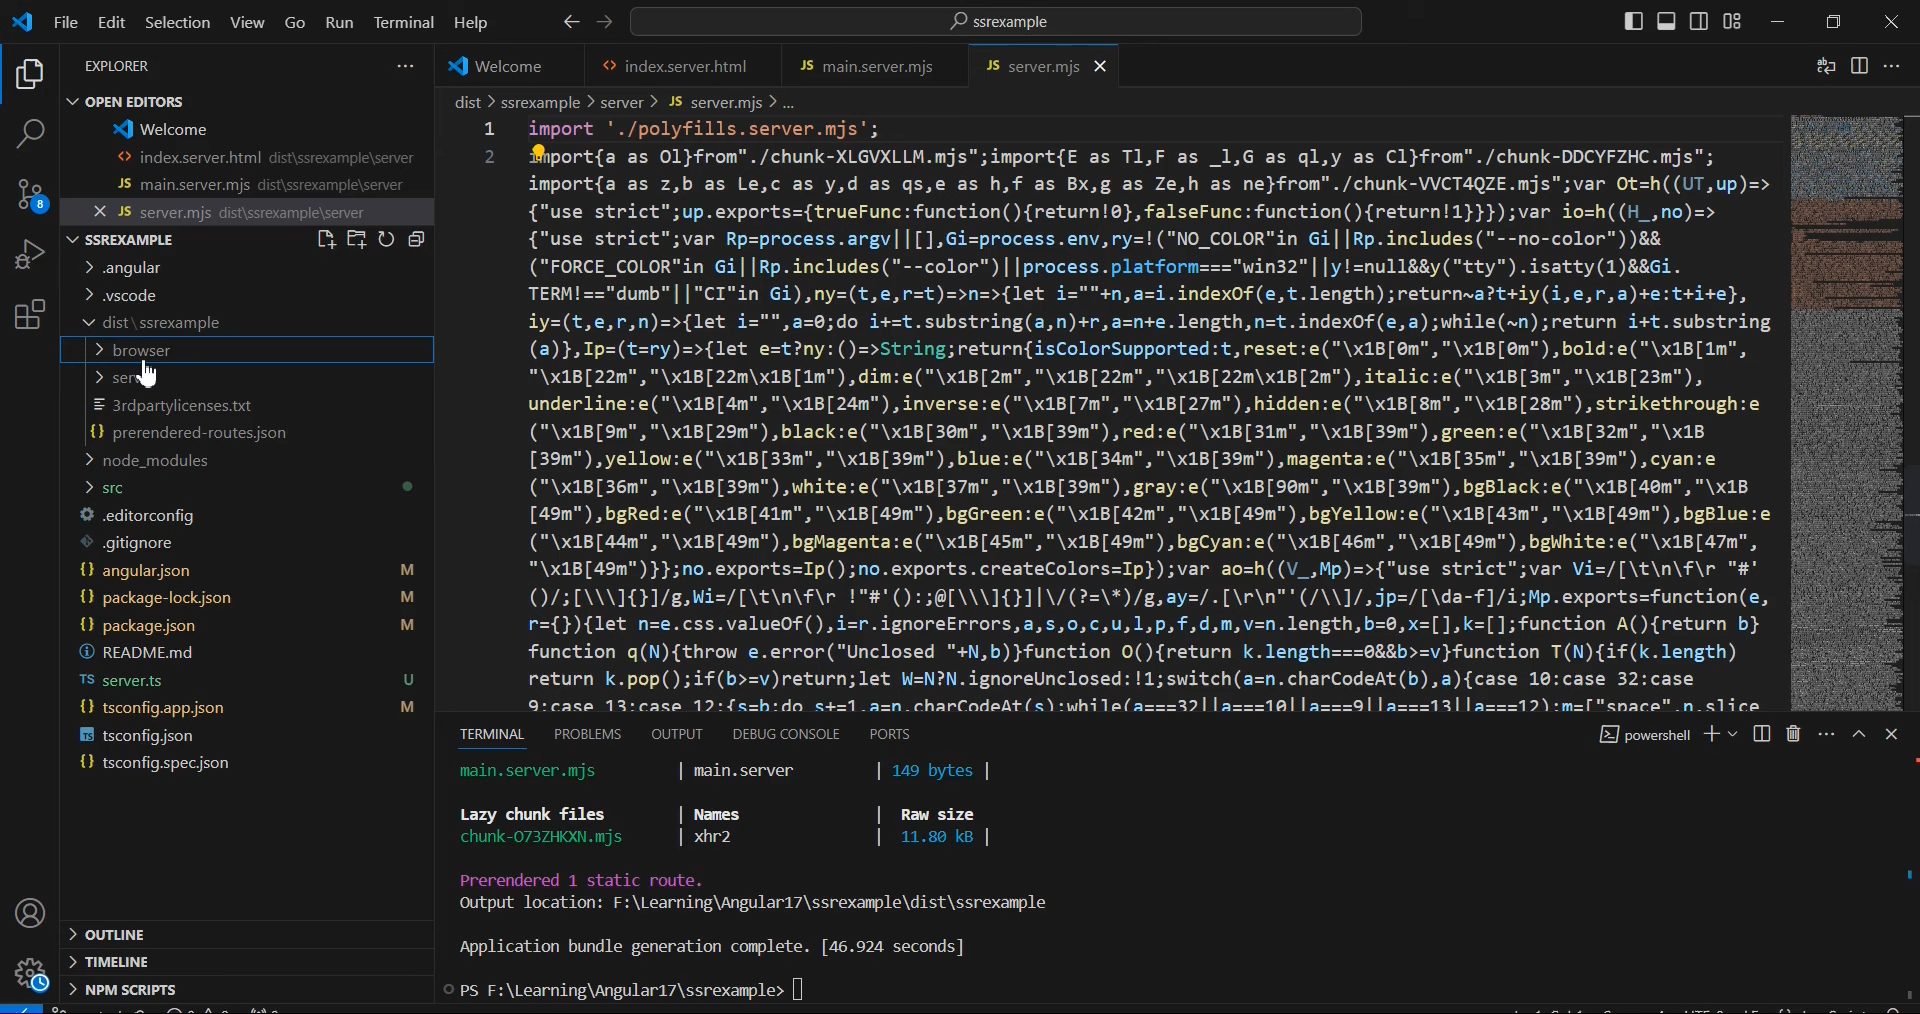 File Edit Selection View Go Run Terminal Help
ssrexample
EXPLORER
OPEN EDITORS
Welcome
index.server.html dist\ssrexample\server
main.server.mjs dist\ssrexample\server
server.mjs dist\ssrexample\server
SSREXAMPLE
.angular
.vscode
dist\ssrexample
browser
3rdpartylicenses.txt
prerendered-routes.json
node_modules
src
.editorconfig
.gitignore
angular.json M
package-lock.json M
package.json M
README.md
TS server.ts U
tsconfig.app.json M
tsconfig.json
tsconfig.spec.json
OUTLINE
TIMELINE
NPM SCRIPTS
8
Welcome index.server.html JS main.server.mjs JS server.mjs
dist > ssrexample > server > JS server.mjs > ...
1 import './polyfills.server.mjs';
2 import{a as Ol}from"./chunk-XLGVXLLM.mjs";import{E as Tl,F as _l,G as ql,y as Cl}from"./chunk-DDCYFZHC.mjs";
import{a as z,b as Le,c as y,d as qs,e as h,f as Bx,g as Ze,h as ne}from"./chunk-VVCT4QZE.mjs";var Ot=h((UT,up)=>
{"use strict";up.exports={trueFunc:function(){return!0},falseFunc:function(){return!1}}});var io=h((H_,no)=>
{"use strict";var Rp=process.argv||[],Gi=process.env,ry=!("NO_COLOR"in Gi||Rp.includes("--no-color"))&&
("FORCE_COLOR"in Gi||Rp.includes("--color")||process.platform==="win32"||y!=null&&y("tty").isatty(1)&&Gi.
TERM!=="dumb"||"CI"in Gi),ny=(t,e,r=t)=>n=>{let i=""+n,a=i.indexOf(e,t.length);return~a?t+iy(i,e,r,a)+e:t+i+e},
iy=(t,e,r,n)=>{let i="",a=0;do i+=t.substring(a,n)+r,a=n+e.length,n=t.indexOf(e,a);while(~n);return i+t.substring
(a)},Ip=(t=ry)=>{let e=t?ny:()=>String;return{isColorSupported:t,reset:e("\x1B[0m","\x1B[0m"),bold:e("\x1B[1m",
"\x1B[22m","\x1B[22m\x1B[1m"),dim:e("\x1B[2m","\x1B[22m","\x1B[22m\x1B[2m"),italic:e("\x1B[3m","\x1B[23m"),
underline:e("\x1B[4m","\x1B[24m"),inverse:e("\x1B[7m","\x1B[27m"),hidden:e("\x1B[8m","\x1B[28m"),strikethrough:e
("\x1B[9m","\x1B[29m"),black:e("\x1B[30m","\x1B[39m"),red:e("\x1B[31m","\x1B[39m"),green:e("\x1B[32m","\x1B
[39m"),yellow:e("\x1B[33m","\x1B[39m"),blue:e("\x1B[34m","\x1B[39m"),magenta:e("\x1B[35m","\x1B[39m"),cyan:e
("\x1B[36m","\x1B[39m"),white:e("\x1B[37m","\x1B[39m"),gray:e("\x1B[90m","\x1B[39m"),bgBlack:e("\x1B[40m","\x1B
[49m"),bgRed:e("\x1B[41m","\x1B[49m"),bgGreen:e("\x1B[42m","\x1B[49m"),bgYellow:e("\x1B[43m","\x1B[49m"),bgBlue:e
("\x1B[44m","\x1B[49m"),bgMagenta:e("\x1B[45m","\x1B[49m"),bgCyan:e("\x1B[46m","\x1B[49m"),bgWhite:e("\x1B[47m",
"\x1B[49m")}};no.exports=Ip();no.exports.createColors=Ip});var ao=h((V_,Mp)=>{"use strict";var Vi=/[\t\n\f\r "#'
()/;[\\\]{}]/g,Wi=/[\t\n\f\r !"#'():;@[\\\]{}]|\/(?=\*)/g,ay=/.[\r\n"'(/\\]/,jp=/[\da-f]/i;Mp.exports=function(e,
r={}){let n=e.css.valueOf(),i=r.ignoreErrors,a,s,o,c,u,l,p,f,d,m,v=n.length,b=0,x=[],k=[];function A(){return b}
function q(N){throw e.error("Unclosed "+N,b)}function O(){return k.length===0&&b>=v}function T(N){if(k.length)
return k.pop();if(b>=v)return;let W=N?N.ignoreUnclosed:!1;switch(a=n.charCodeAt(b),a){case 10:case 32:case
9:case 13:case 12:{s=b;do s+=1,a=n.charCodeAt(s);while(a===32||a===10||a===9||a===13||a===12);m=["space",n.slice
TERMINAL PROBLEMS OUTPUT DEBUG CONSOLE PORTS
powershell
main.server.mjs | main.server | 149 bytes |
Lazy chunk files | Names | Raw size
chunk-O73ZHKXN.mjs | xhr2 | 11.80 kB |
Prerendered 1 static route.
Output location: F:\Learning\Angular17\ssrexample\dist\ssrexample
Application bundle generation complete. [46.924 seconds]
PS F:\Learning\Angular17\ssrexample>